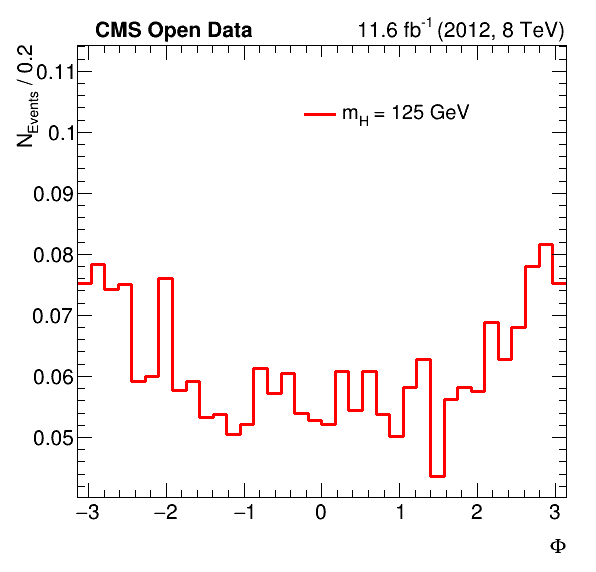 CMS Open Data 11.6 fb-1 (2012, 8 TeV)
NEvents / 0.2
mH = 125 GeV
0.11
0.1
0.09
0.08
0.07
0.06
0.05
−3 −2 −1 0 1 2 3
Φ